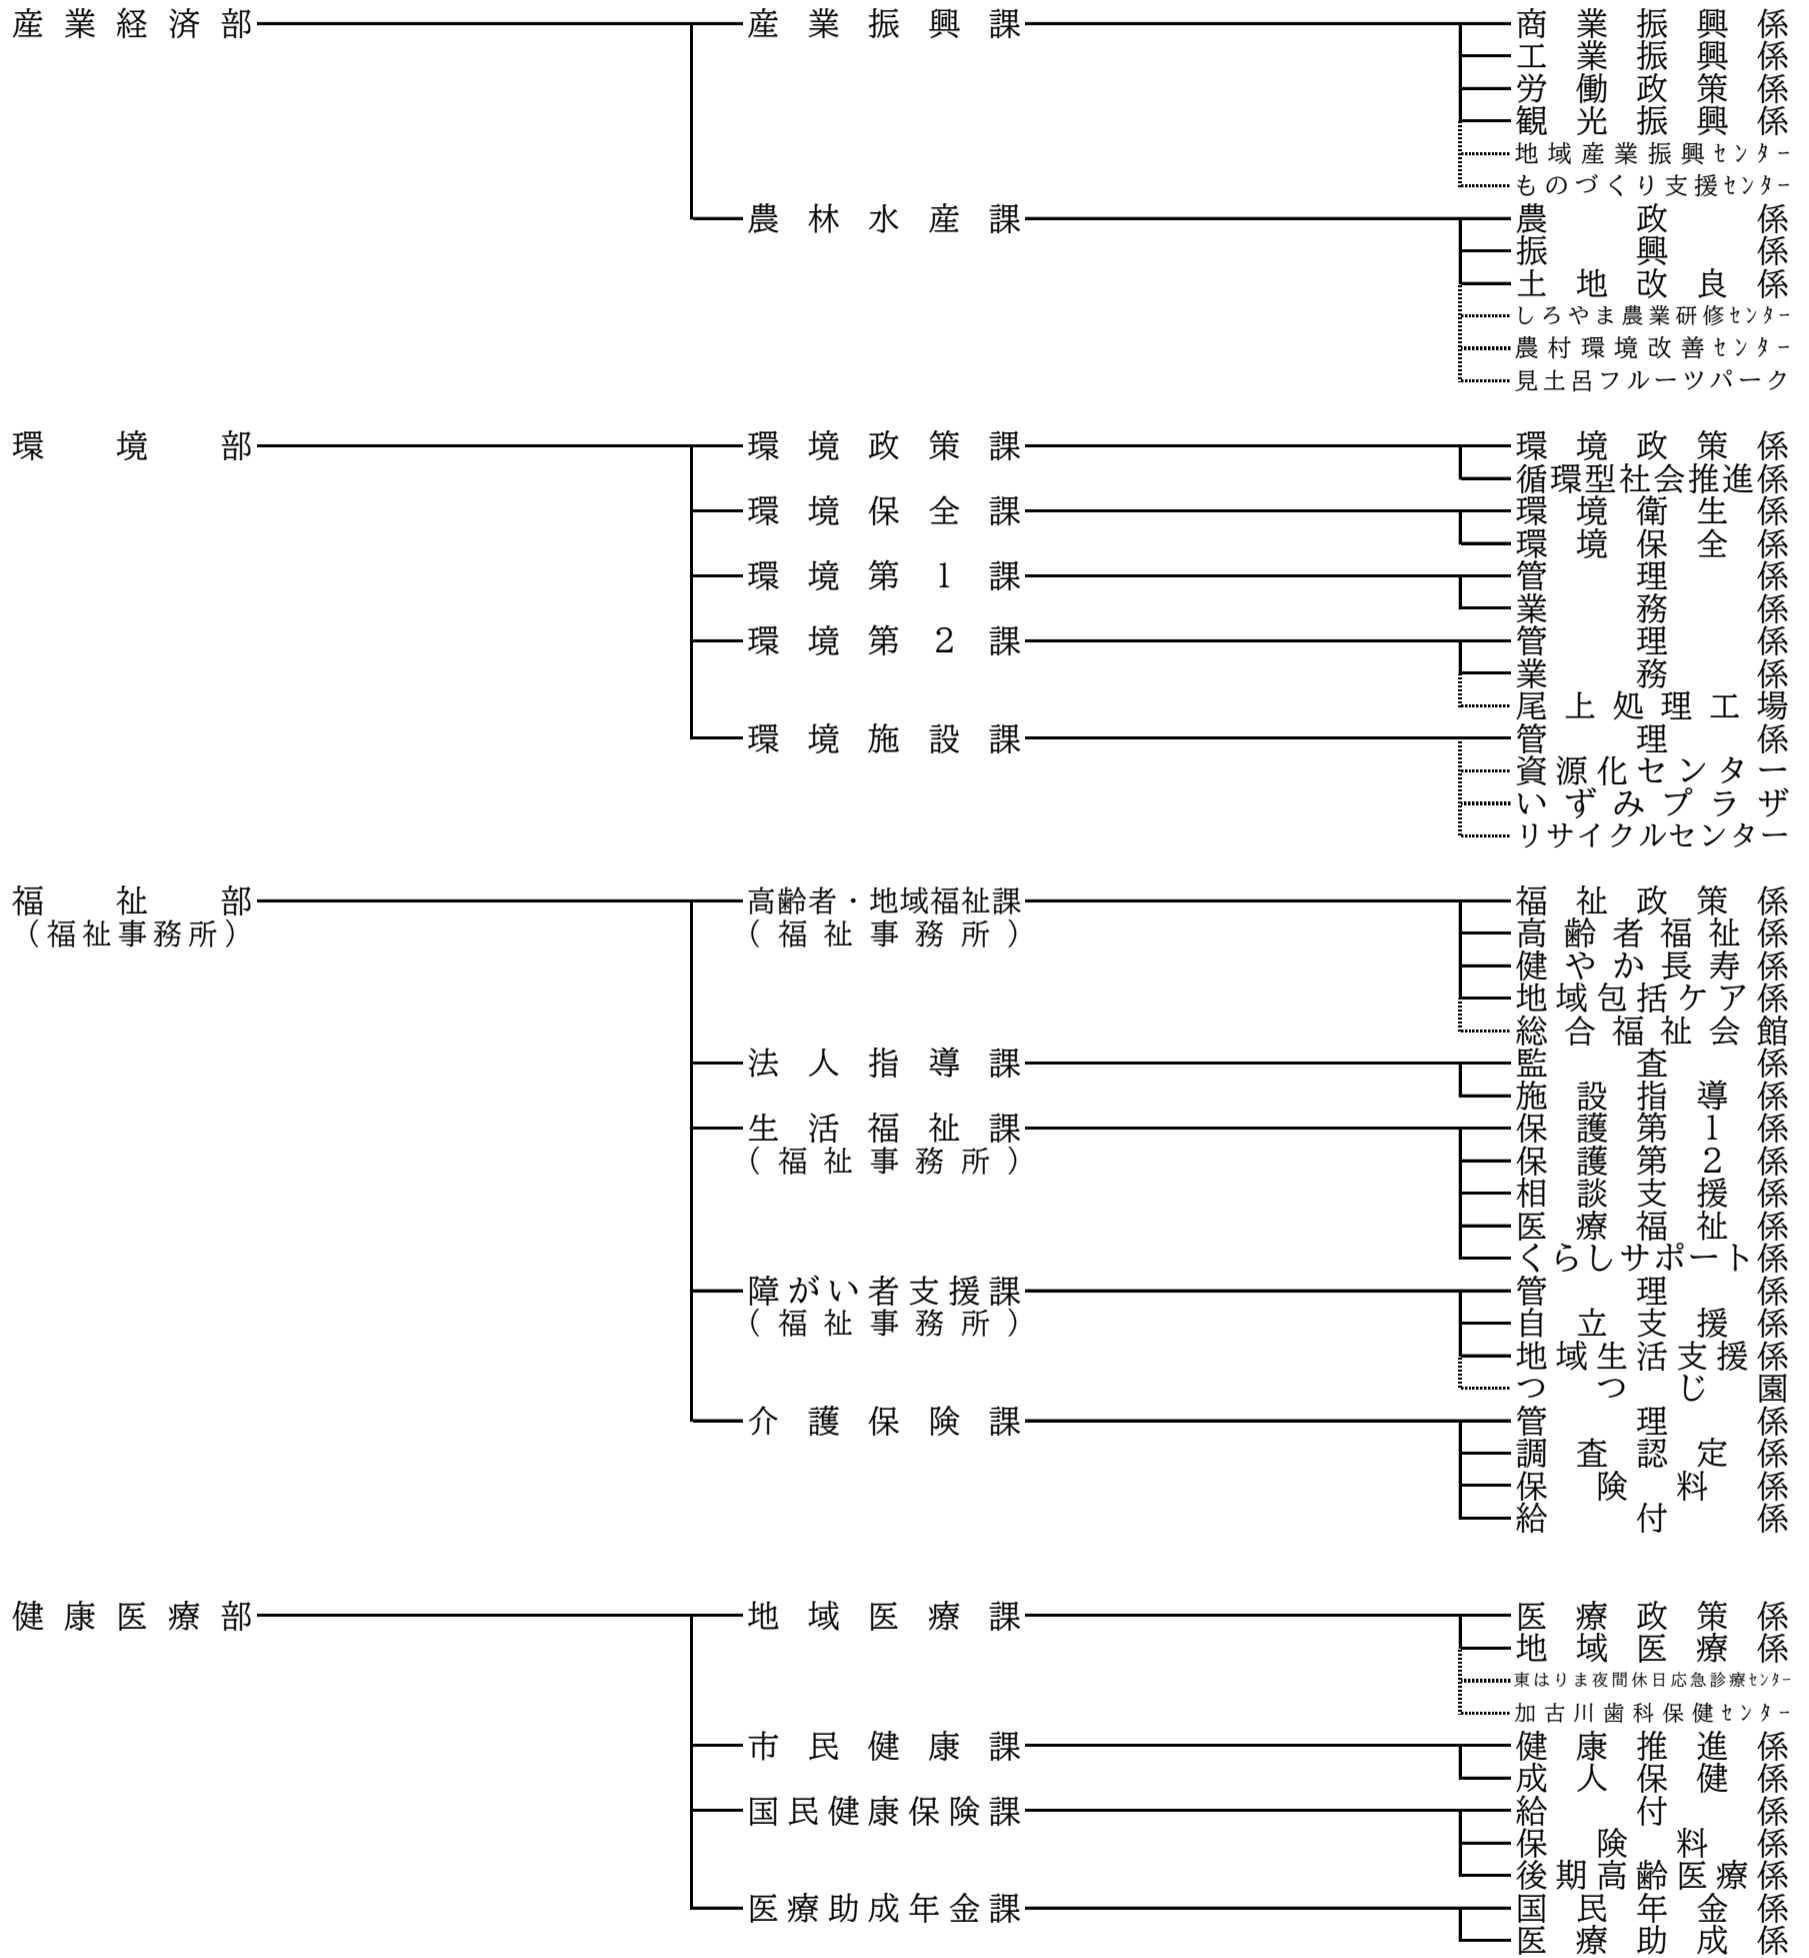 産業経済部 産業振興課 商業振興係
工業振興係
労働政策係
観光振興係
地域産業振興センター
ものづくり支援センター
農林水産課 農政係
振興係
土地改良係
しろやま農業研修センター
農村環境改善センター
見土呂フルーツパーク
環境部 環境政策課 環境政策係
循環型社会推進係
環境保全課 環境衛生係
環境保全係
環境第1課 管理係
業務係
環境第2課 管理係
業務係
尾上処理工場
環境施設課 管理係
資源化センター
いずみプラザ
リサイクルセンター
福祉部 高齢者・地域福祉課 福祉政策係
（福祉事務所） （福祉事務所） 高齢者福祉係
健やか長寿係
地域包括ケア係
総合福祉会館
法人指導課 監査係
施設指導係
生活福祉課 保護第1係
（福祉事務所） 保護第2係
相談支援係
医療福祉係
くらしサポート係
障がい者支援課 管理係
（福祉事務所） 自立支援係
地域生活支援係
つつじ園
介護保険課 管理係
調査認定係
保険料係
給付係
健康医療部 地域医療課 医療政策係
地域医療係
東はりま夜間休日応急診療センター
加古川歯科保健センター
市民健康課 健康推進係
成人保健係
国民健康保険課 給付係
保険料係
後期高齢医療係
医療助成年金課 国民年金係
医療助成係